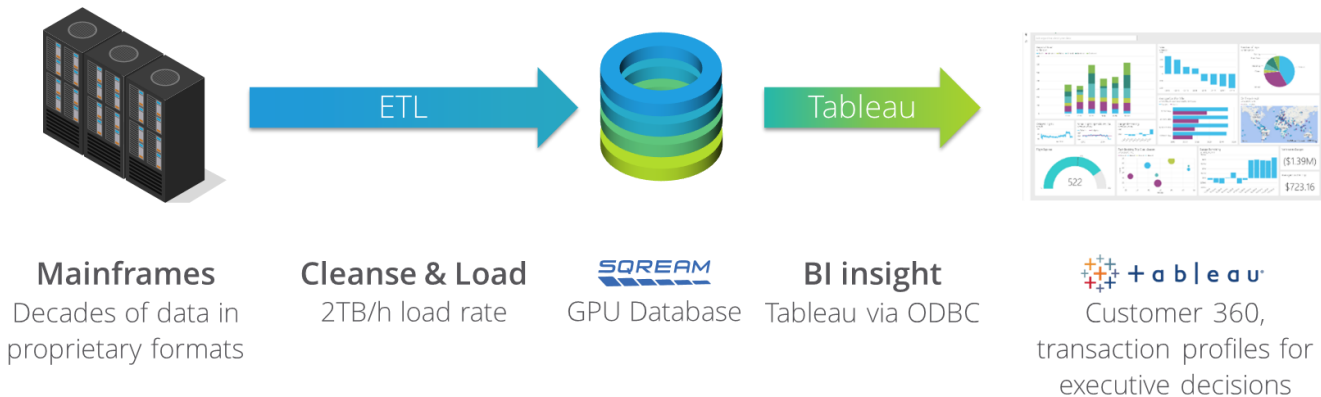 ETL
Tableau
522
($1.39M)
$723.16
Mainframes
Decades of data in
proprietary formats
Cleanse & Load
2TB/h load rate
SQREAM
GPU Database
BI insight
Tableau via ODBC
+ableau
Customer 360,
transaction profiles for
executive decisions